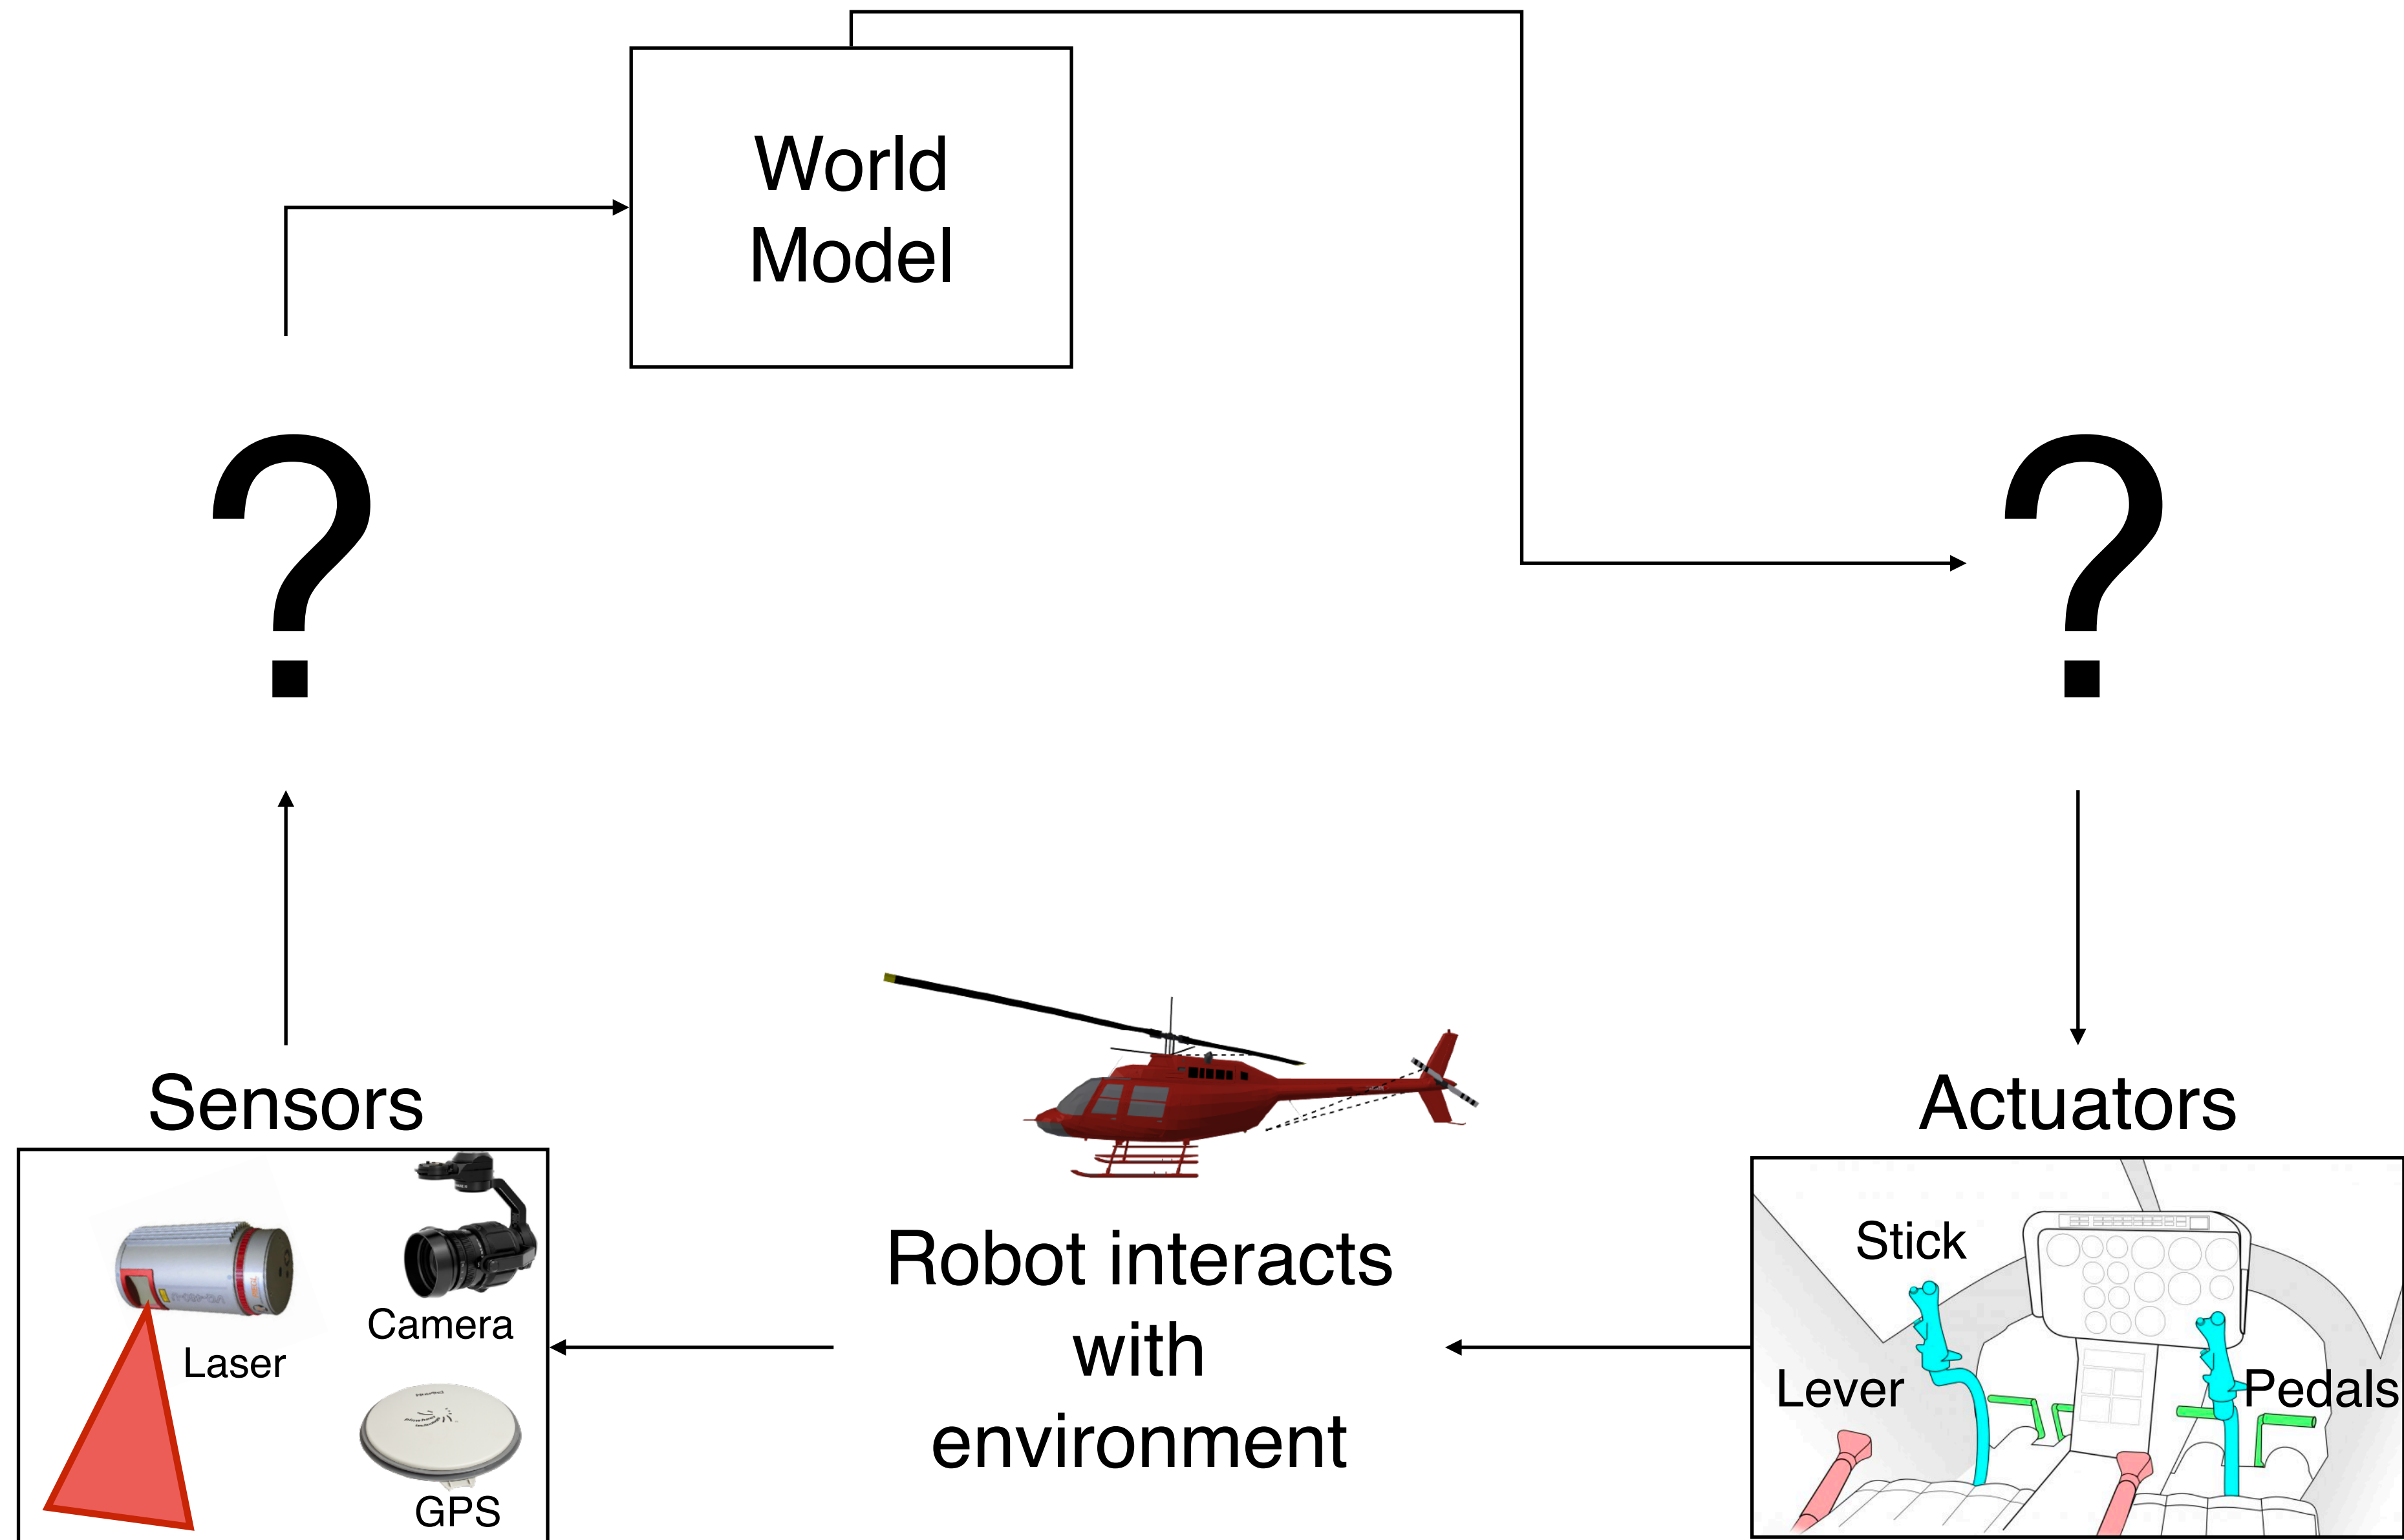 World
Model
?
?
Sensors
Actuators
Laser
Camera
GPS
Robot interacts
with
environment
Stick
Lever
Pedals